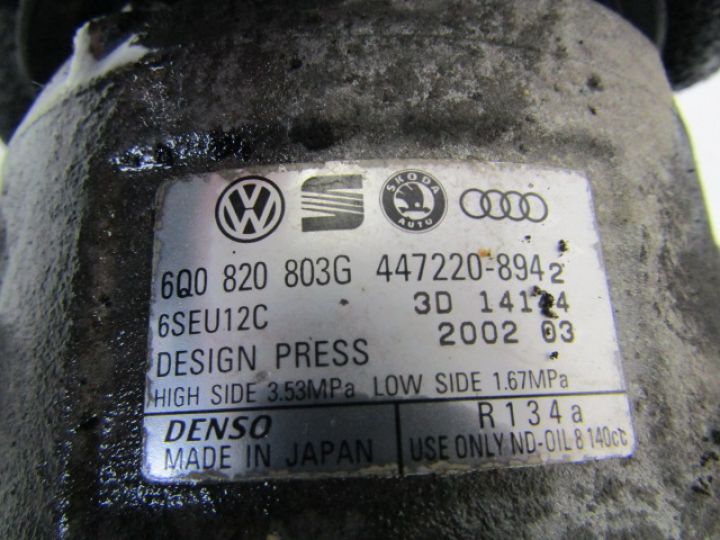 ŠKODA
AUTO
6Q0 820 803G 447220-8942
6SEU12C 3D 14174
2002 03
DESIGN PRESS
HIGH SIDE 3.53MPa LOW SIDE 1.67MPa
DENSO R134a
MADE IN JAPAN USE ONLY ND-OIL 8 140cc